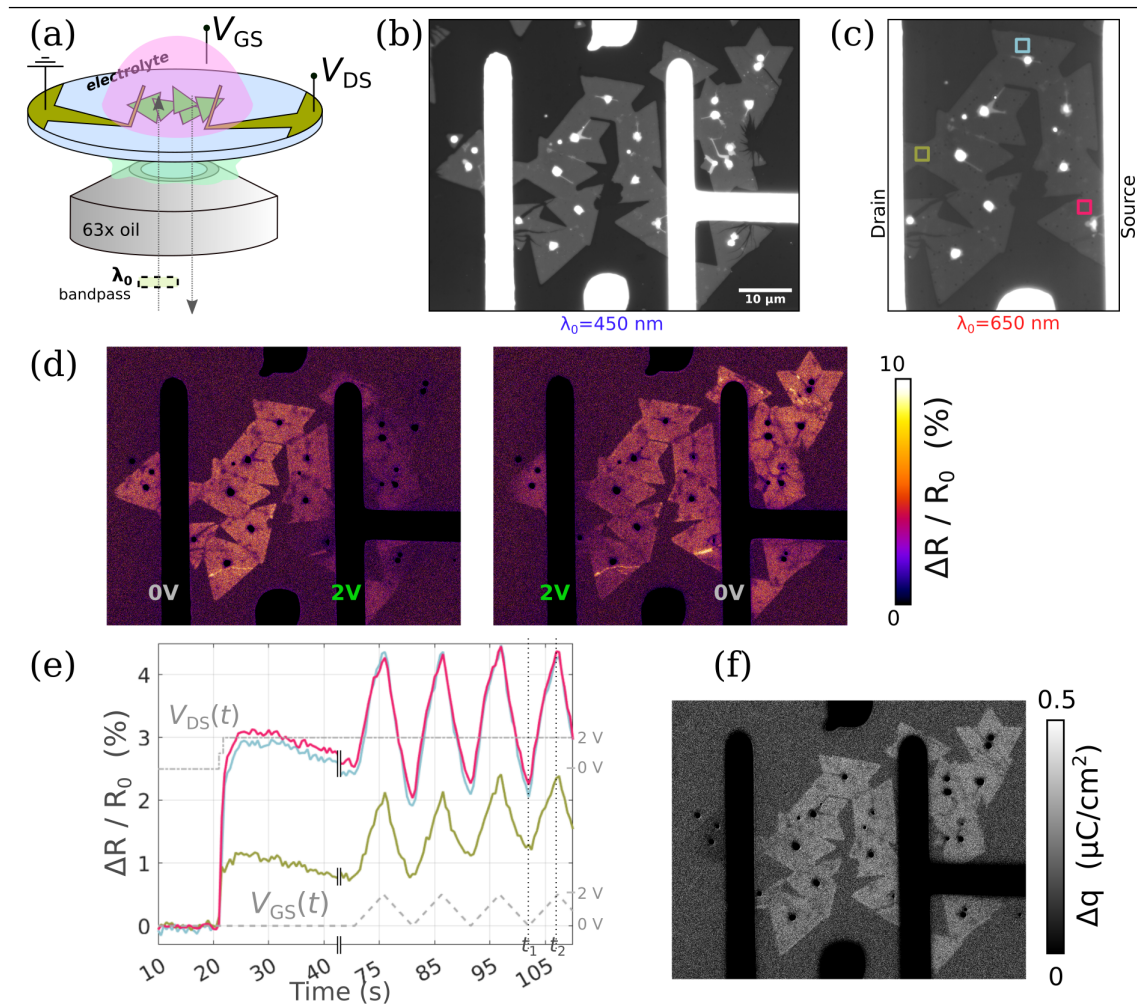 (a)
V_GS
V_DS
electrolyte
63x oil
λ₀
bandpass
(b)
10 μm
λ₀=450 nm
(c)
Drain
Source
λ₀=650 nm
(d)
0V
2V
2V
0V
10
0
ΔR / R₀ (%)
(e)
4
3
2
1
0
ΔR / R₀ (%)
V_DS(t)
2 V
0 V
V_GS(t)
2 V
0 V
t₁
t₂
10
20
30
40
75
85
95
105
Time (s)
(f)
0.5
0
Δq (μC/cm²)